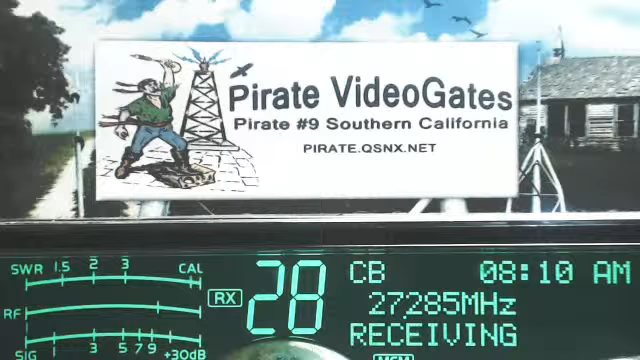 Pirate VideoGates
Pirate #9 Southern California
PIRATE.QSNX.NET
SWR 1.5 2 3 CAL
RX
28
CB
08:10 AM
RF
27285MHz
RECEIVING
SIG 1 3 5 7 9 +30dB
MEM